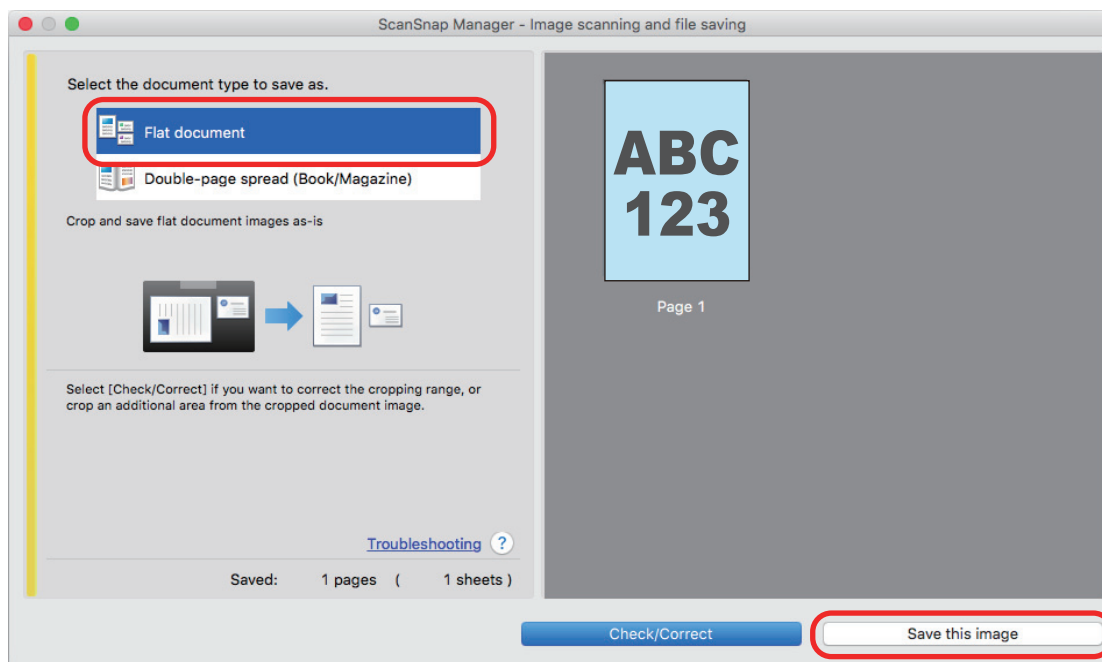 ScanSnap Manager - Image scanning and file saving
Select the document type to save as.
Flat document
Double-page spread (Book/Magazine)
Crop and save flat document images as-is
Select [Check/Correct] if you want to correct the cropping range, or
crop an additional area from the cropped document image.
Troubleshooting ?
Saved: 1 pages ( 1 sheets )
ABC
123
Page 1
Check/Correct
Save this image